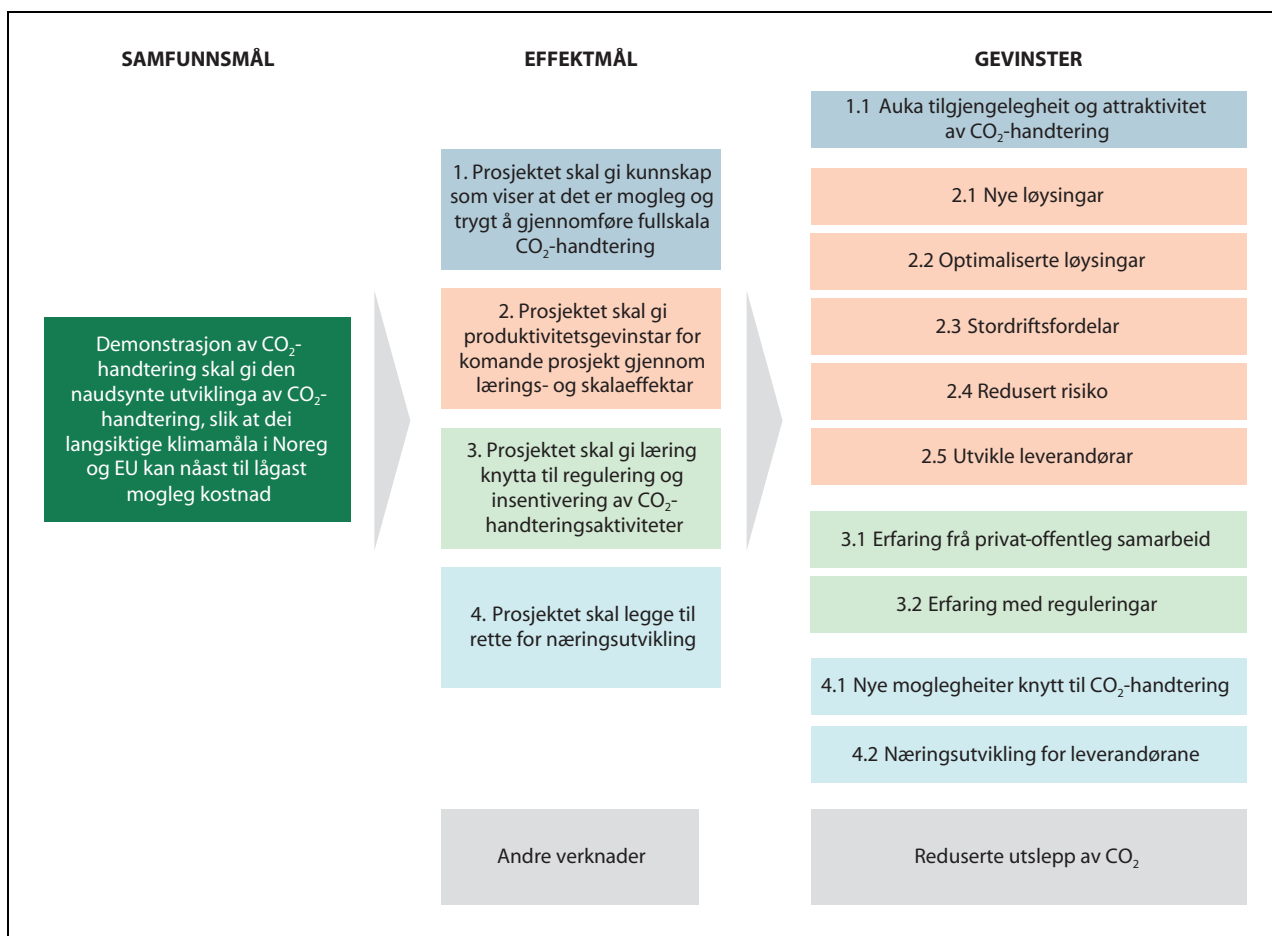 SAMFUNNSMÅL
Demonstrasjon av CO₂-
handtering skal gi den
naudsynte utviklinga av CO₂-
handtering, slik at dei
langsiktige klimamåla i Noreg
og EU kan nåast til lågast
mogleg kostnad
EFFEKTMÅL
1. Prosjektet skal gi kunnskap
som viser at det er mogleg og
trygt å gjennomføre fullskala
CO₂-handtering
2. Prosjektet skal gi
produktivitetsgevinstar for
komande prosjekt gjennom
lærings- og skalaeffektar
3. Prosjektet skal gi læring
knytta til regulering og
insentivering av CO₂-
handteringsaktiviteter
4. Prosjektet skal legge til
rette for næringsutvikling
Andre verknader
GEVINSTER
1.1 Auka tilgjengelegheit og attraktivitet
av CO₂-handtering
2.1 Nye løysingar
2.2 Optimaliserte løysingar
2.3 Stordriftsfordelar
2.4 Redusert risiko
2.5 Utvikle leverandørar
3.1 Erfaring frå privat-offentleg samarbeid
3.2 Erfaring med reguleringar
4.1 Nye moglegheiter knytt til CO₂-handtering
4.2 Næringsutvikling for leverandørane
Reduserte utslepp av CO₂